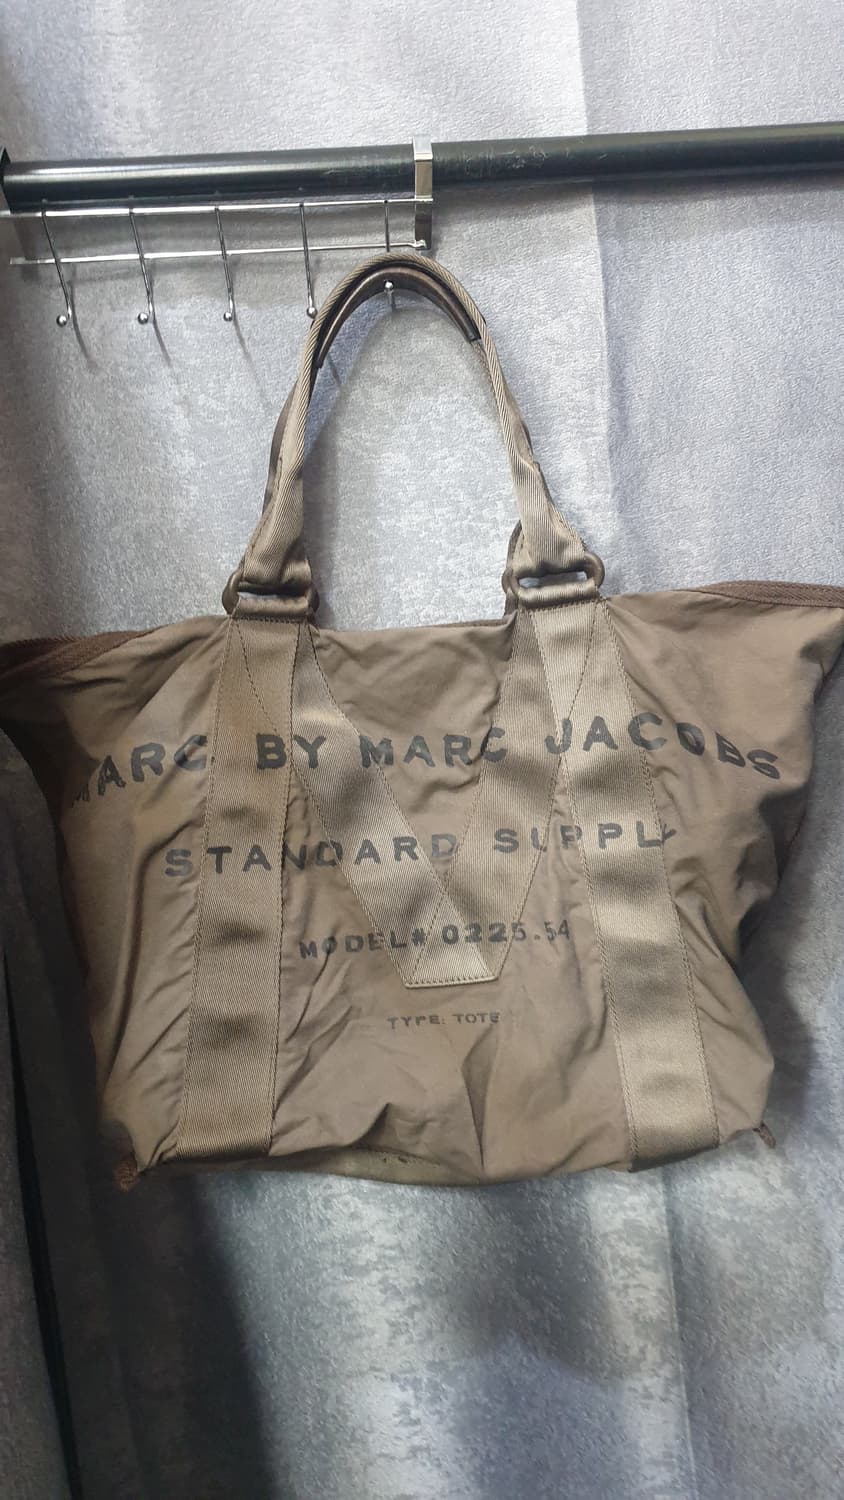 MARC BY MARC JACOBS
STANDARD SUPPLY
MODEL# 0225.54
TYPE: TOTE